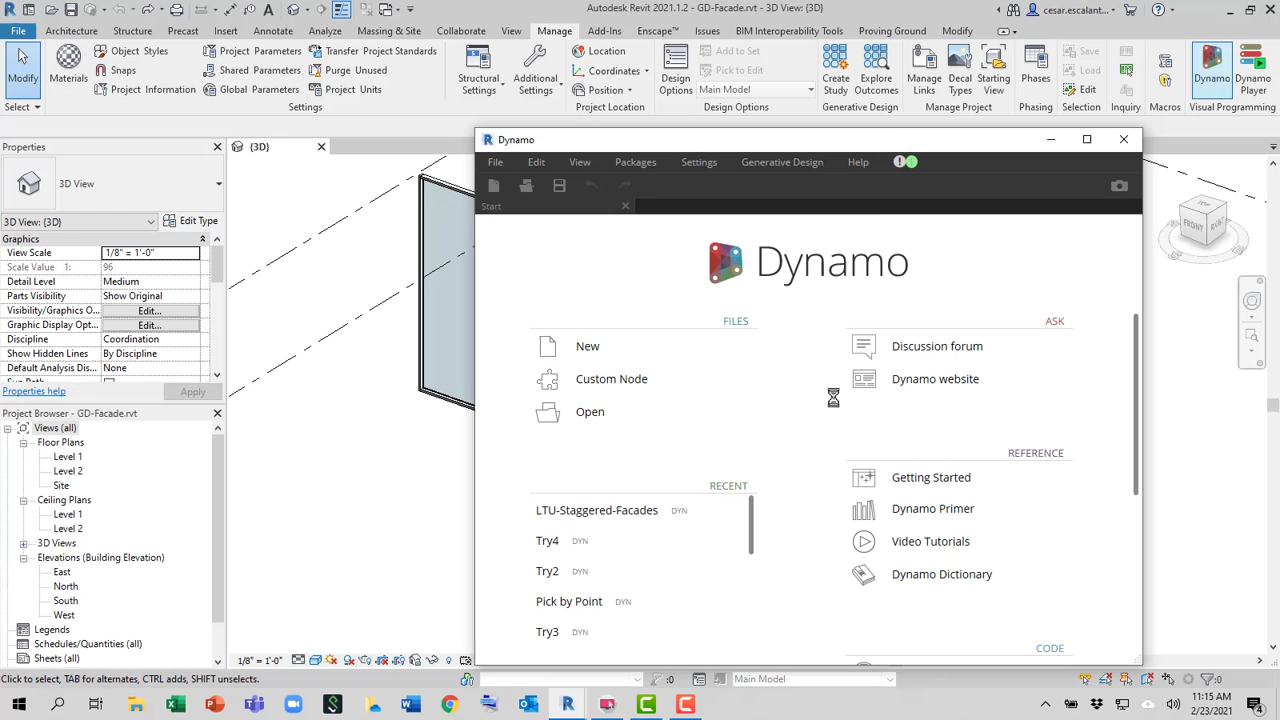 Autodesk Revit 2021.1.2 - GD-Facade.rvt - 3D View: {3D}
cesar.escalant...
File Architecture Structure Precast Insert Annotate Analyze Massing & Site Collaborate View Manage Add-Ins Enscape™ Issues BIM Interoperability Tools Proving Ground Modify
Modify
Materials
Object Styles
Snaps
Project Information
Project Parameters
Shared Parameters
Global Parameters
Transfer Project Standards
Purge Unused
Project Units
Structural Settings
Additional Settings
Location
Coordinates
Position
Design Options
Add to Set
Pick to Edit
Main Model
Create Study
Explore Outcomes
Manage Links
Decal Types
Starting View
Phases
Save
Load
Edit
Dynamo
Dynamo Player
Select
Settings
Project Location
Design Options
Generative Design
Manage Project
Phasing
Selection
Inquiry
Macros
Visual Programming
Properties
3D View
3D View: {3D}
Edit Type
Graphics
View Scale 1/8" = 1'-0"
Scale Value 1: 96
Detail Level Medium
Parts Visibility Show Original
Visibility/Graphics O... Edit...
Graphic Display Opt... Edit...
Discipline Coordination
Show Hidden Lines By Discipline
Default Analysis Dis... None
Properties help
Apply
Project Browser - GD-Facade.rvt
Views (all)
Floor Plans
Level 1
Level 2
Site
Ceiling Plans
Level 1
Level 2
3D Views
Elevations (Building Elevation)
East
North
South
West
Legends
Schedules/Quantities (all)
Sheets (all)
{3D}
TOP
FRONT
RIGHT
Dynamo
File Edit View Packages Settings Generative Design Help
Start
Dynamo
FILES
New
Custom Node
Open
RECENT
LTU-Staggered-Facades DYN
Try4 DYN
Try2 DYN
Pick by Point DYN
Try3 DYN
ASK
Discussion forum
Dynamo website
REFERENCE
Getting Started
Dynamo Primer
Video Tutorials
Dynamo Dictionary
CODE
1/8" = 1'-0"
Click to select, TAB for alternates, CTRL adds, SHIFT unselects.
:0
Main Model
:0
11:15 AM
2/23/2021
4